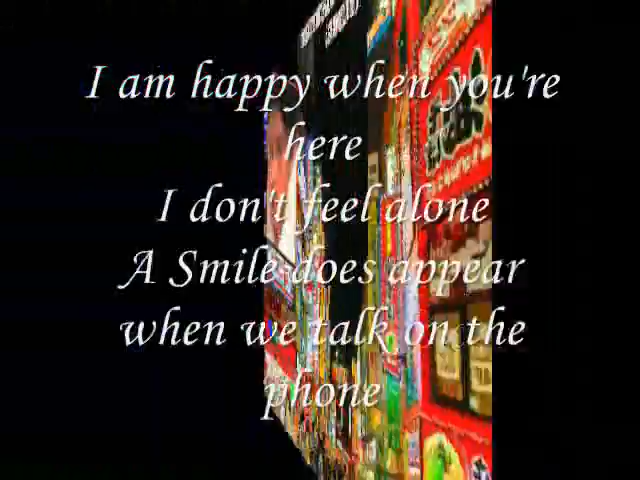 I am happy when you're
here
I don't feel alone
A Smile does appear
when we talk on the
phone